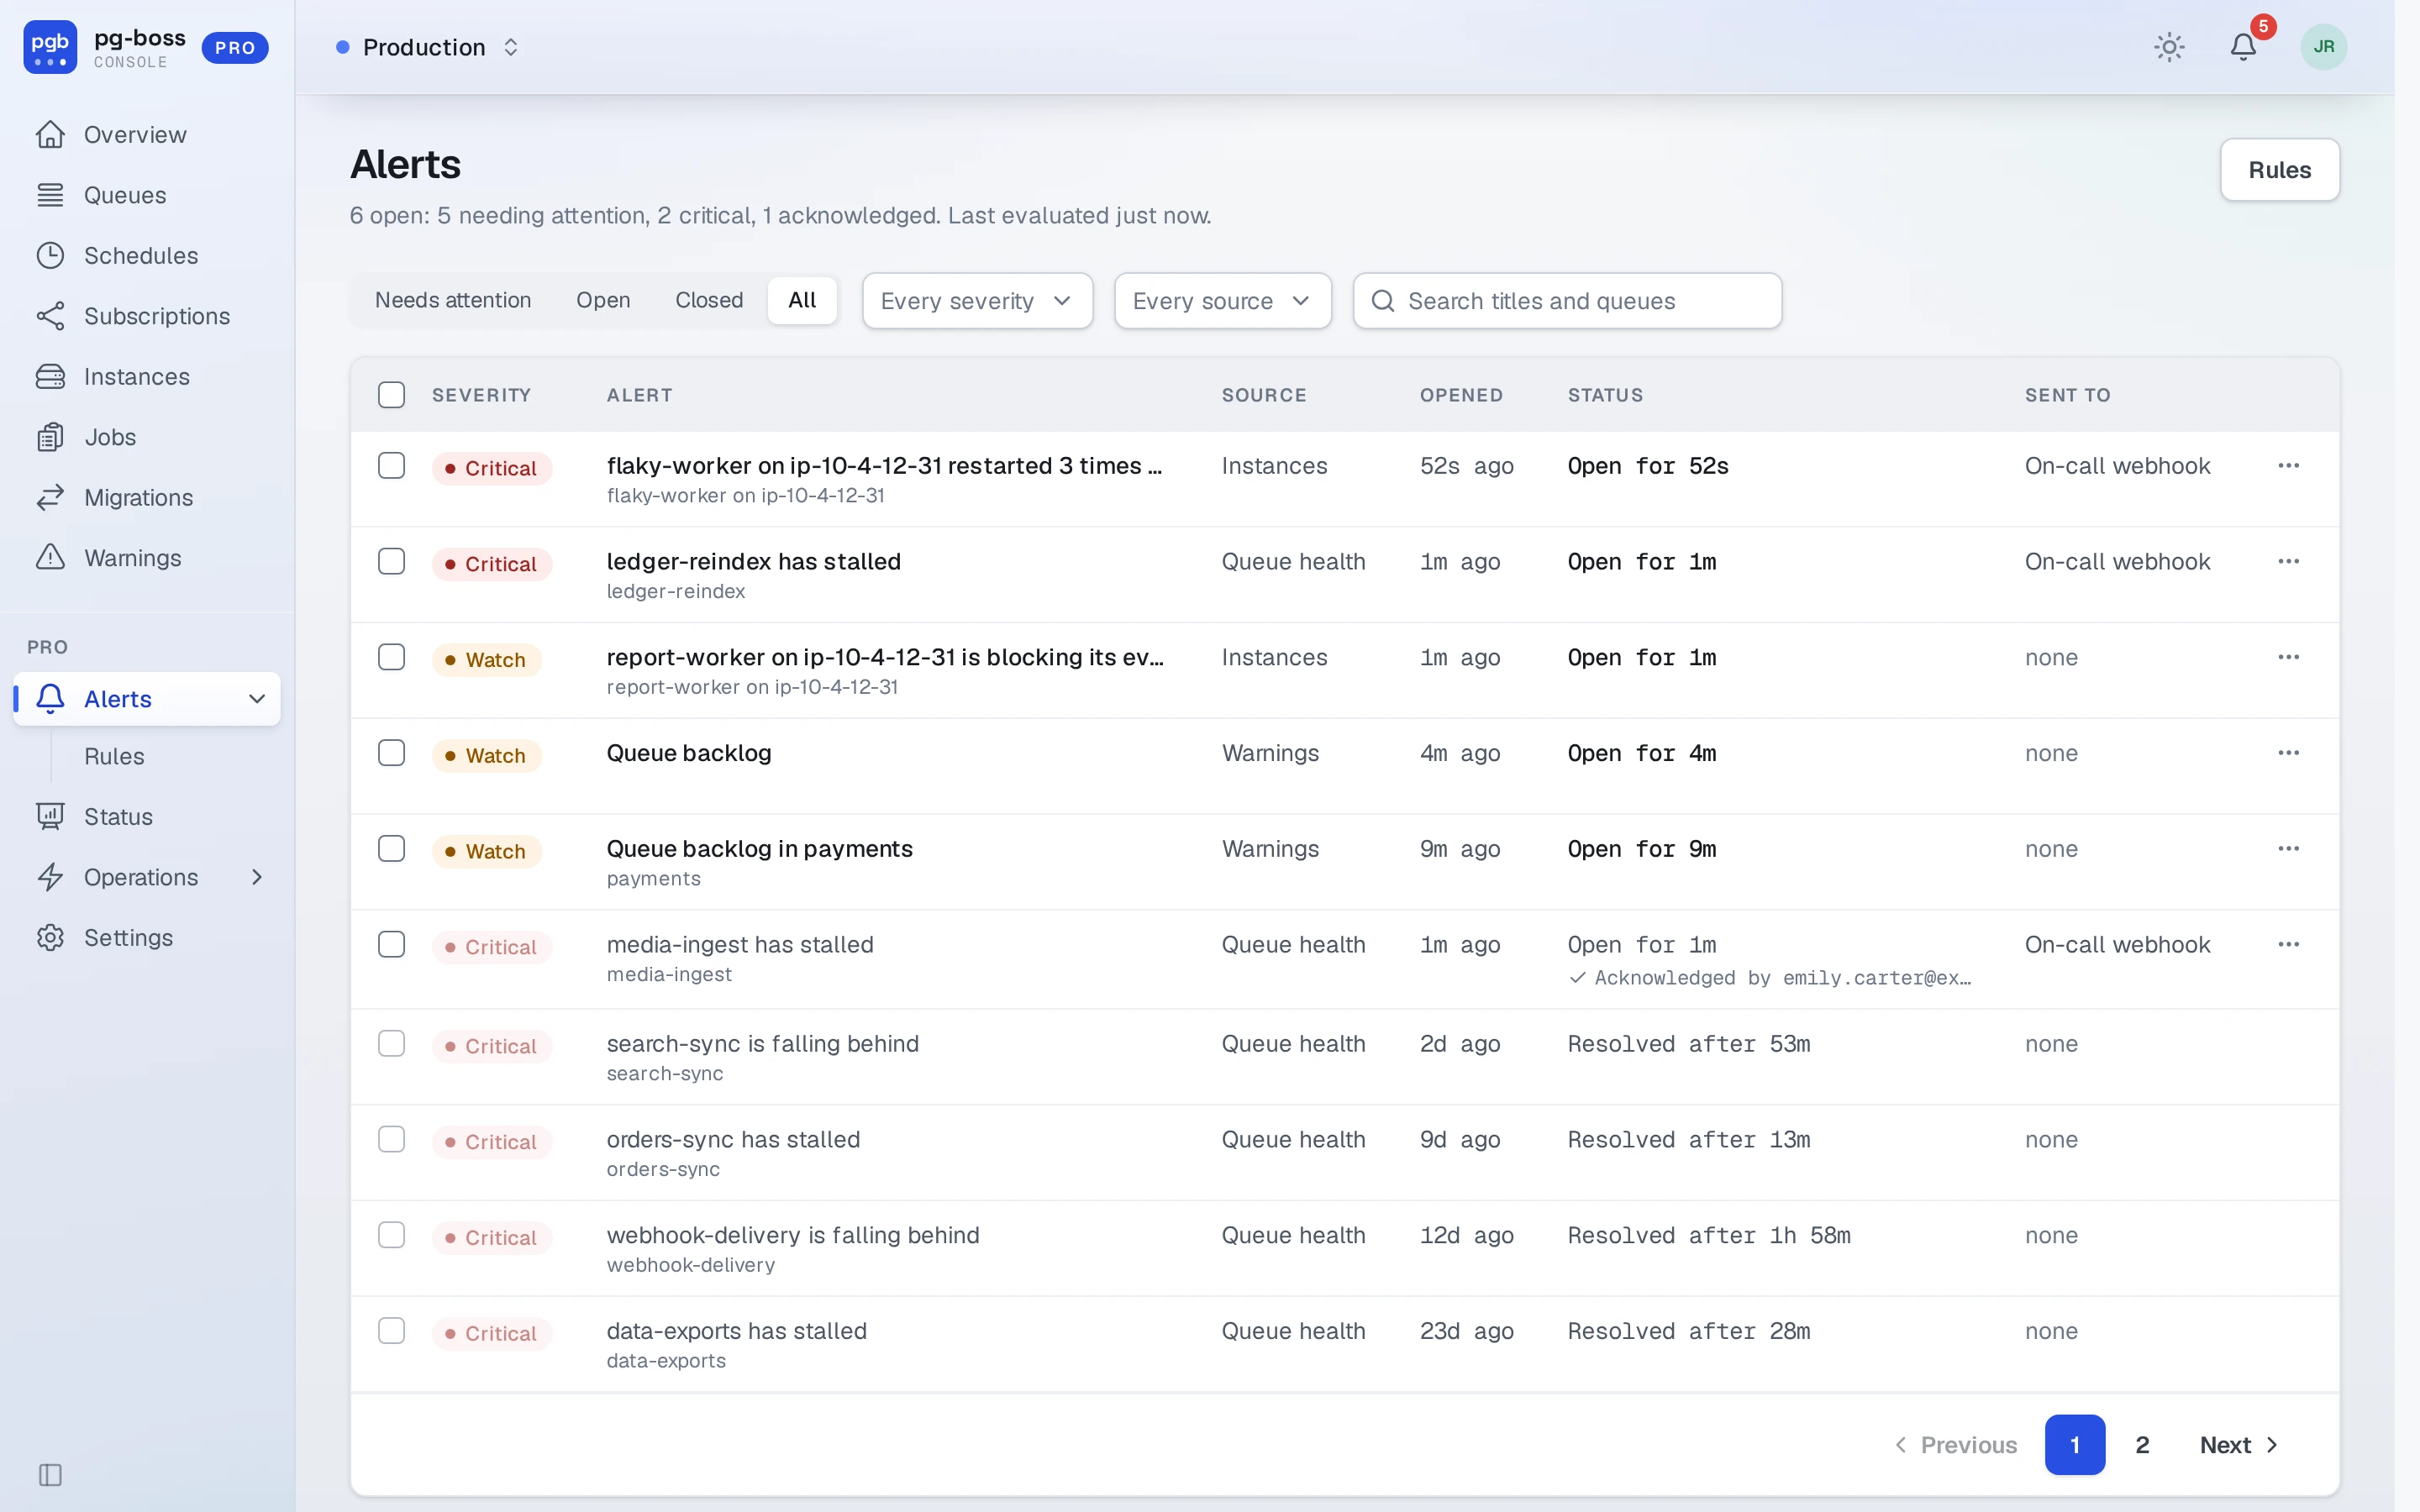 pgb
pg-boss
CONSOLE
PRO
Production
5
JR
Overview
Queues
Schedules
Subscriptions
Instances
Jobs
Migrations
Warnings
PRO
Alerts
Rules
Status
Operations
Settings
Alerts
Rules
6 open: 5 needing attention, 2 critical, 1 acknowledged. Last evaluated just now.
Needs attention Open Closed All Every severity Every source Search titles and queues
SEVERITY ALERT SOURCE OPENED STATUS SENT TO
Critical flaky-worker on ip-10-4-12-31 restarted 3 times ... Instances 52s ago Open for 52s On-call webhook
flaky-worker on ip-10-4-12-31
Critical ledger-reindex has stalled Queue health 1m ago Open for 1m On-call webhook
ledger-reindex
Watch report-worker on ip-10-4-12-31 is blocking its ev... Instances 1m ago Open for 1m none
report-worker on ip-10-4-12-31
Watch Queue backlog Warnings 4m ago Open for 4m none
Watch Queue backlog in payments Warnings 9m ago Open for 9m none
payments
Critical media-ingest has stalled Queue health 1m ago Open for 1m On-call webhook
media-ingest Acknowledged by emily.carter@ex...
Critical search-sync is falling behind Queue health 2d ago Resolved after 53m none
search-sync
Critical orders-sync has stalled Queue health 9d ago Resolved after 13m none
orders-sync
Critical webhook-delivery is falling behind Queue health 12d ago Resolved after 1h 58m none
webhook-delivery
Critical data-exports has stalled Queue health 23d ago Resolved after 28m none
data-exports
Previous 1 2 Next